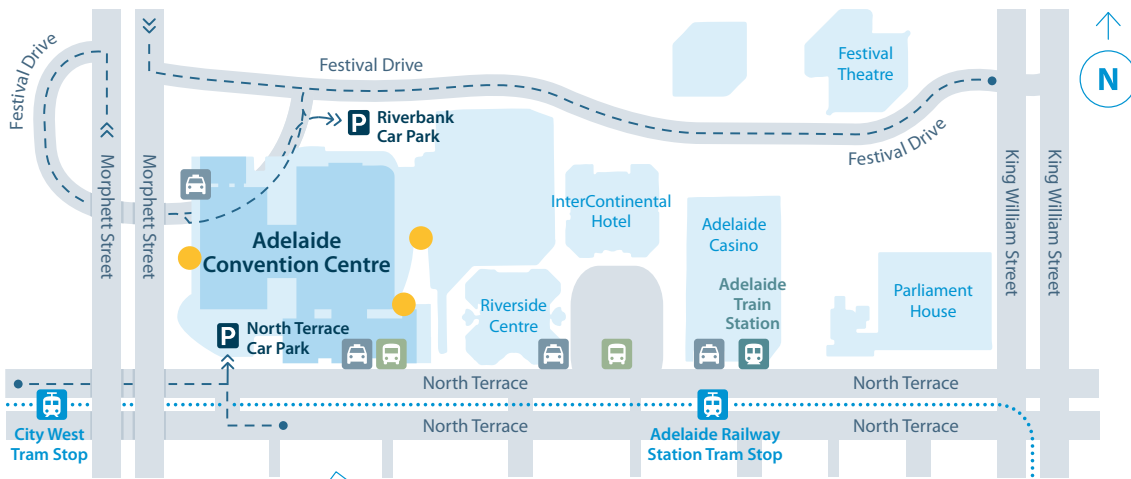 Festival Drive
Festival Drive
Festival
Theatre
N
P
Riverbank
Car Park
Festival Drive
Morphett Street
Morphett Street
King William Street
King William Street
InterContinental
Hotel
Adelaide
Casino
Adelaide
Convention Centre
Adelaide
Train
Station
Parliament
House
Riverside
Centre
P
North Terrace
Car Park
North Terrace
North Terrace
City West
Tram Stop
North Terrace
Adelaide Railway
Station Tram Stop
North Terrace